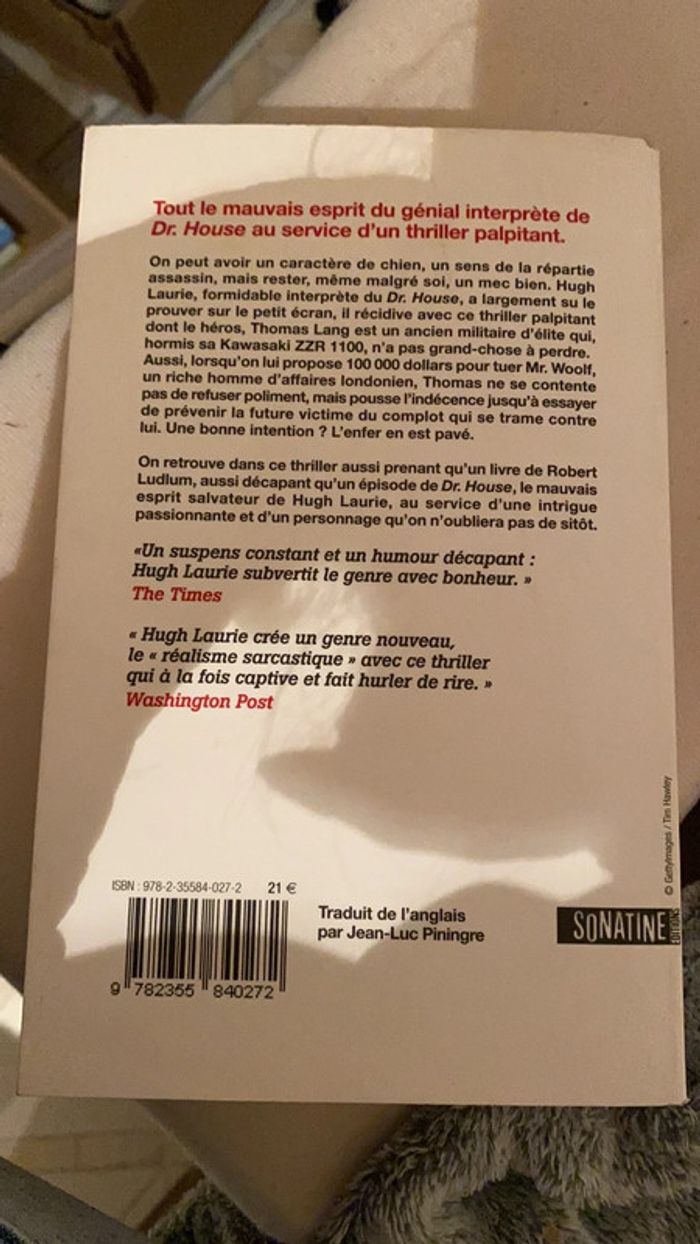 Tout le mauvais esprit du génial interprète de
Dr. House au service d'un thriller palpitant.
On peut avoir un caractère de chien, un sens de la répartie
assassin, mais rester, même malgré soi, un mec bien. Hugh
Laurie, formidable interprète du Dr. House, a largement su le
prouver sur le petit écran, il récidive avec ce thriller palpitant
dont le héros, Thomas Lang est un ancien militaire d'élite qui,
hormis sa Kawasaki ZZR 1100, n'a pas grand-chose à perdre.
Aussi, lorsqu'on lui propose 100 000 dollars pour tuer Mr. Woolf,
un riche homme d'affaires londonien, Thomas ne se contente
pas de refuser poliment, mais pousse l'indécence jusqu'à essayer
de prévenir la future victime du complot qui se trame contre
lui. Une bonne intention ? L'enfer en est pavé.
On retrouve dans ce thriller aussi prenant qu'un livre de Robert
Ludlum, aussi décapant qu'un épisode de Dr. House, le mauvais
esprit salvateur de Hugh Laurie, au service d'une intrigue
passionnante et d'un personnage qu'on n'oubliera pas de sitôt.
«Un suspens constant et un humour décapant :
Hugh Laurie subvertit le genre avec bonheur. »
The Times
« Hugh Laurie crée un genre nouveau,
le « réalisme sarcastique » avec ce thriller
qui à la fois captive et fait hurler de rire. »
Washington Post
© GettyImages / Tim Hawley
ISBN : 978-2-35584-027-2 21 €
9 782355 840272
Traduit de l'anglais
par Jean-Luc Piningre
SONATINE
EDITIONS